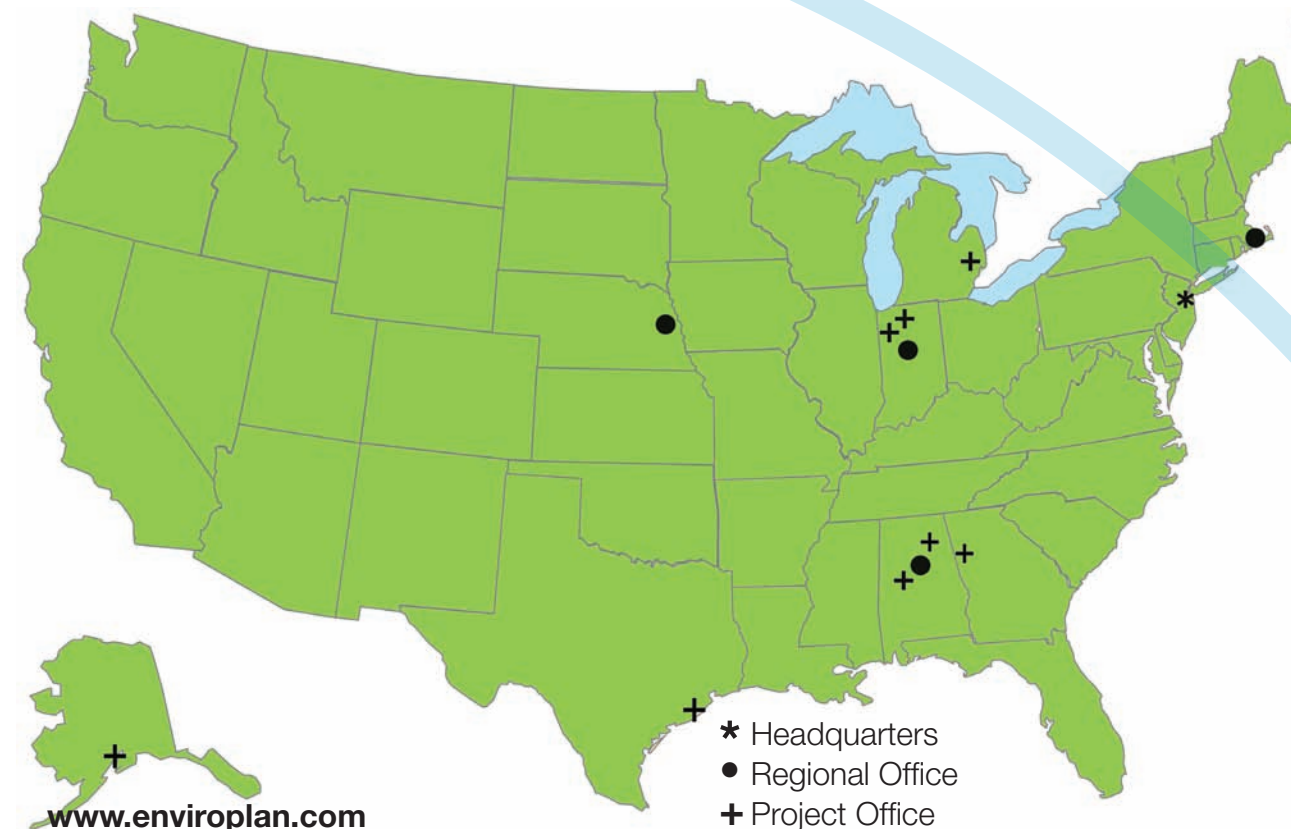 * Headquarters
● Regional Office
+ Project Office
www.enviroplan.com